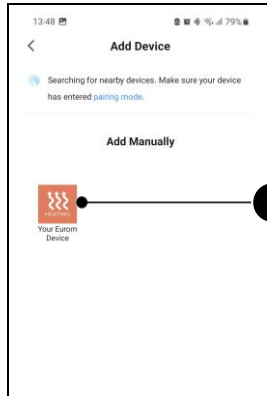 13:48
79%
Add Device
Searching for nearby devices. Make sure your device
has entered pairing mode.
Add Manually
HEATING
Your Eurom
Device